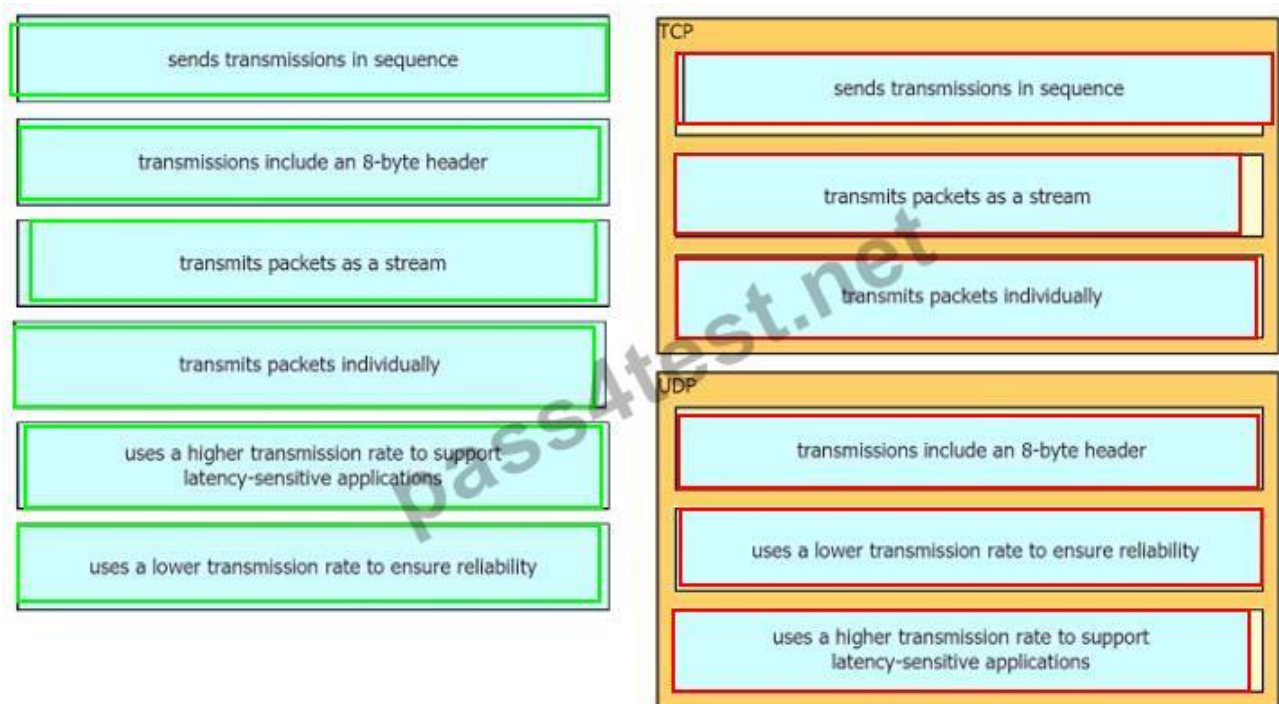 sends transmissions in sequence
transmissions include an 8-byte header
transmits packets as a stream
transmits packets individually
uses a higher transmission rate to support
latency-sensitive applications
uses a lower transmission rate to ensure reliability
TCP
sends transmissions in sequence
transmits packets as a stream
transmits packets individually
UDP
transmissions include an 8-byte header
uses a lower transmission rate to ensure reliability
uses a higher transmission rate to support
latency-sensitive applications
pass4test.net